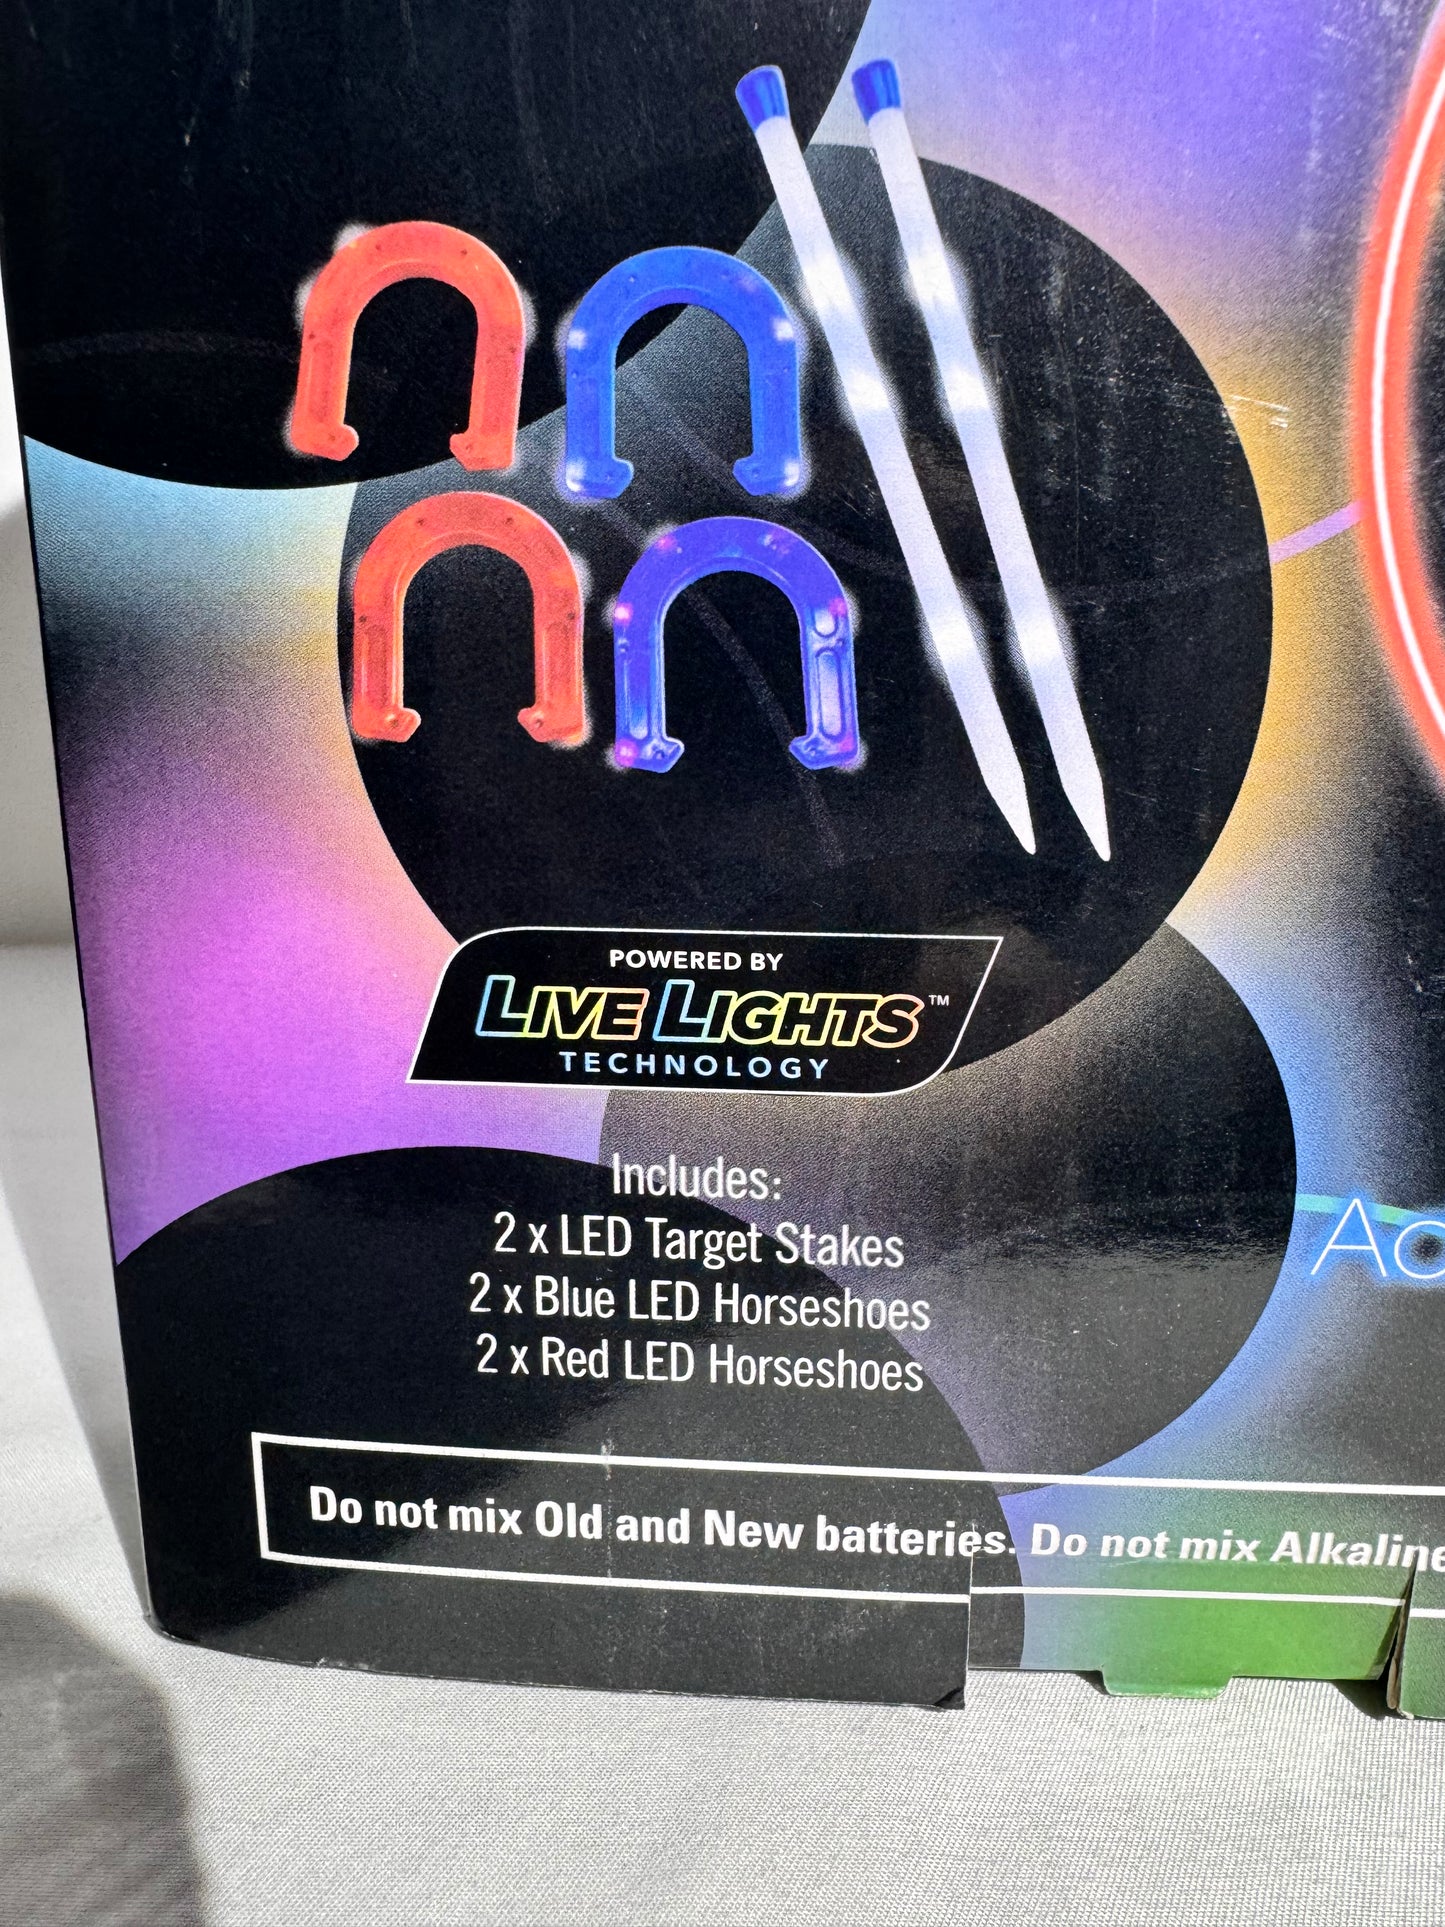 POWERED BY
LIVE LIGHTS™
TECHNOLOGY
Includes:
2 x LED Target Stakes
2 x Blue LED Horseshoes
2 x Red LED Horseshoes
Do not mix Old and New batteries. Do not mix Alkaline